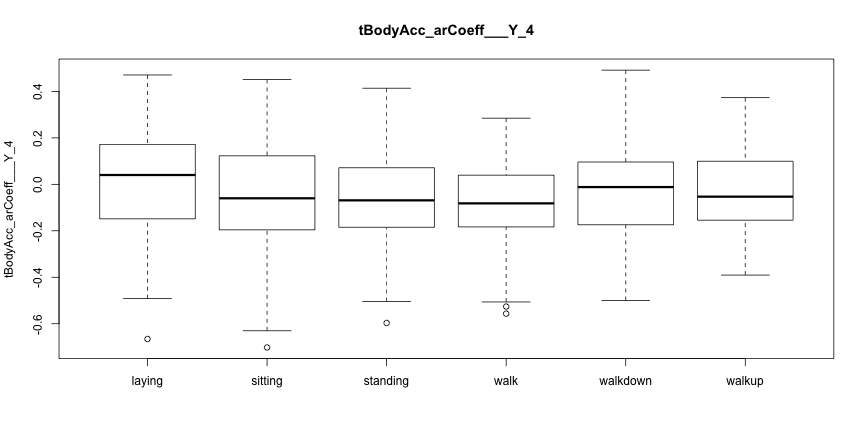 tBodyAcc_arCoeff___Y_4
tBodyAcc_arCoeff___Y_4
0.4
0.2
0.0
-0.2
-0.4
-0.6
laying sitting standing walk walkdown walkup